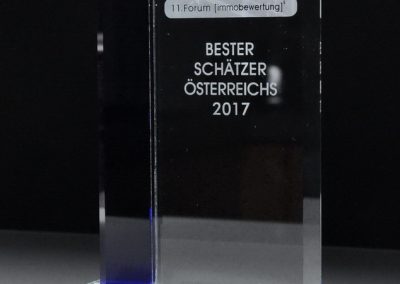 11.Forum [immobewertung]
BESTER
SCHÄTZER
ÖSTERREICHS
2017